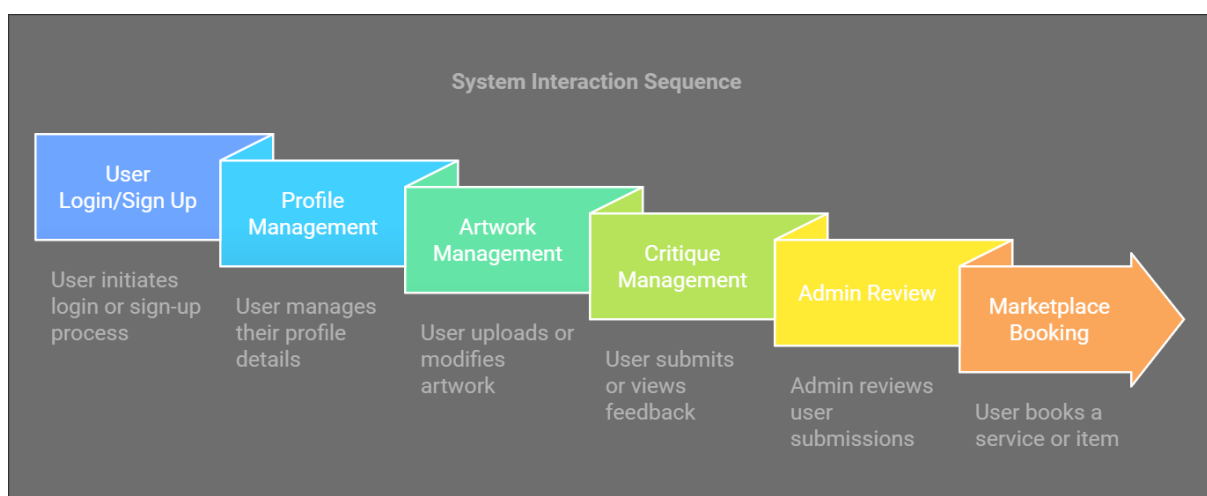 System Interaction Sequence
User
Login/Sign Up
User initiates
login or sign-up
process
Profile
Management
User manages
their profile
details
Artwork
Management
User uploads or
modifies
artwork
Critique
Management
User submits
or views
feedback
Admin Review
Admin reviews
user
submissions
Marketplace
Booking
User books a
service or item